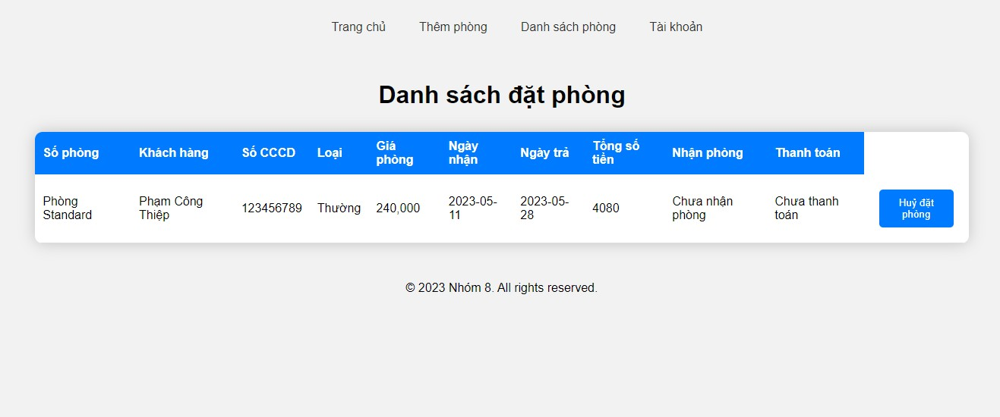 Trang chủ Thêm phòng Danh sách phòng Tài khoản
Danh sách đặt phòng
Số phòng Khách hàng Số CCCD Loại Giá phòng Ngày nhận Ngày trả Tổng số tiền Nhận phòng Thanh toán
Phòng Standard Phạm Công Thiệp 123456789 Thường 240,000 2023-05-11 2023-05-28 4080 Chưa nhận phòng Chưa thanh toán Huỷ đặt phòng
© 2023 Nhóm 8. All rights reserved.